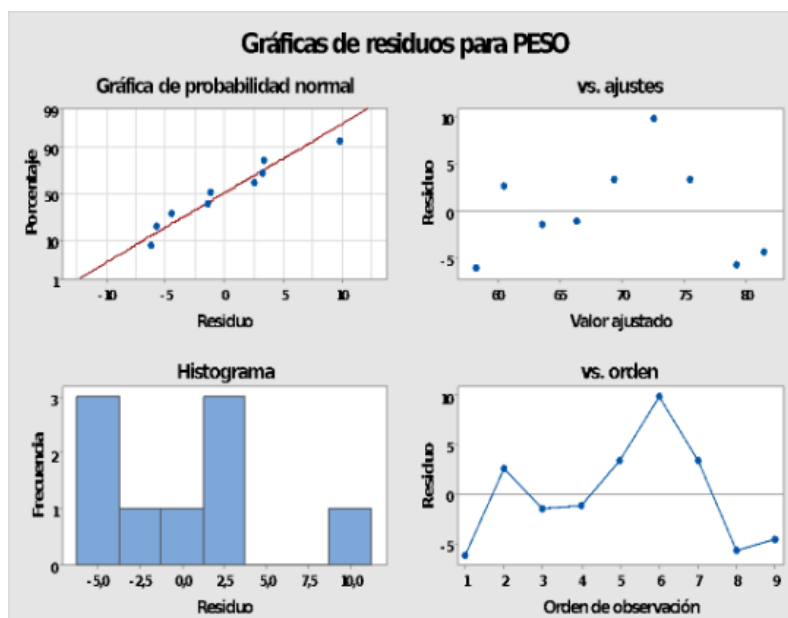 Gráficas de residuos para PESO
Gráfica de probabilidad normal
99
90
50
10
1
Porcentaje
-10 -5 0 5 10
Residuo
vs. ajustes
10
5
0
-5
Residuo
60 65 70 75 80
Valor ajustado
Histograma
3
2
1
0
Frecuencia
-5,0 -2,5 0,0 2,5 5,0 7,5 10,0
Residuo
vs. orden
10
5
0
-5
Residuo
1 2 3 4 5 6 7 8 9
Orden de observación